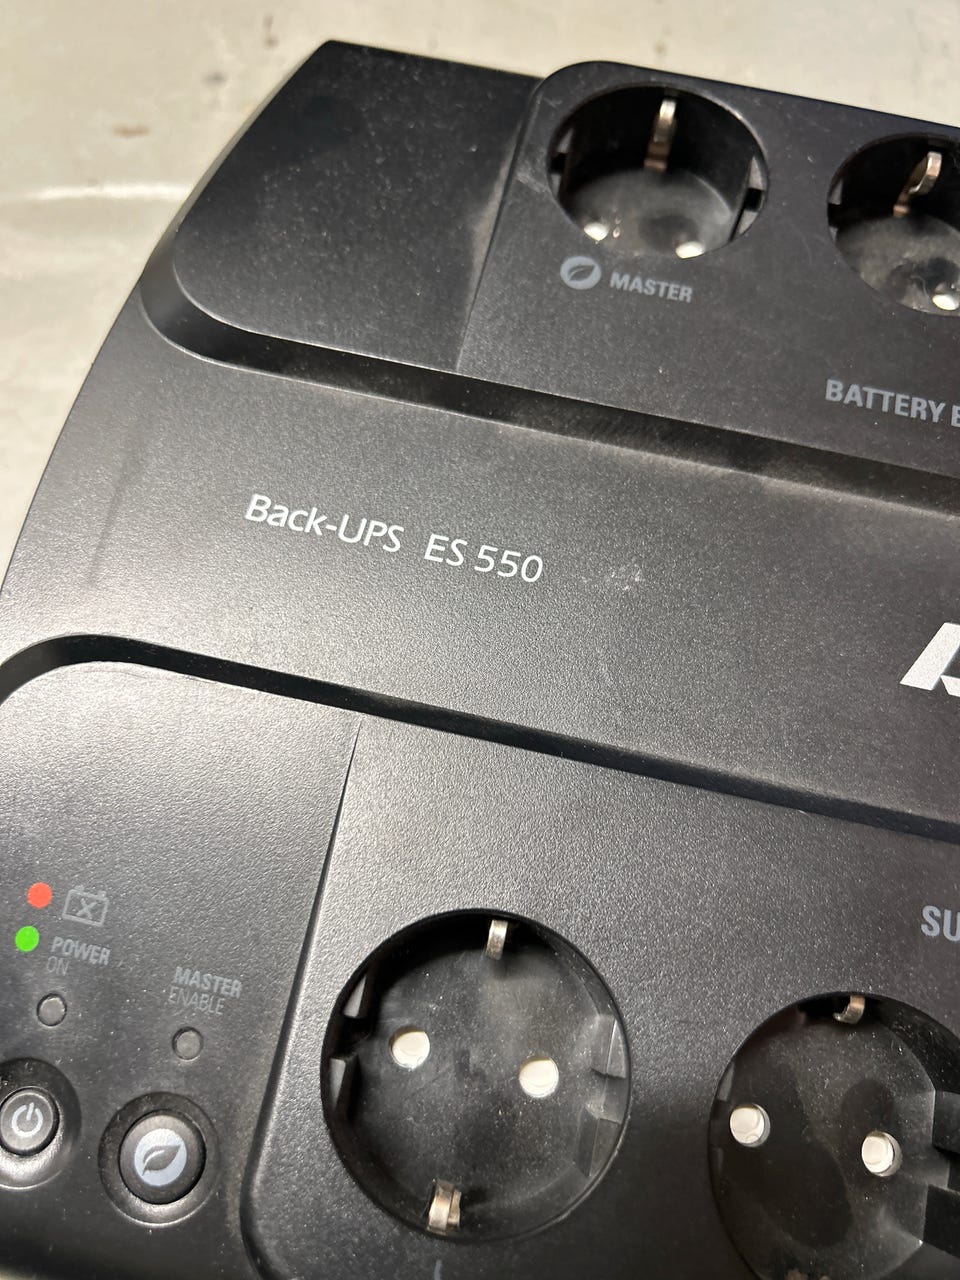 MASTER
BATTERY
Back-UPS ES 550
POWER
ON
MASTER
ENABLE